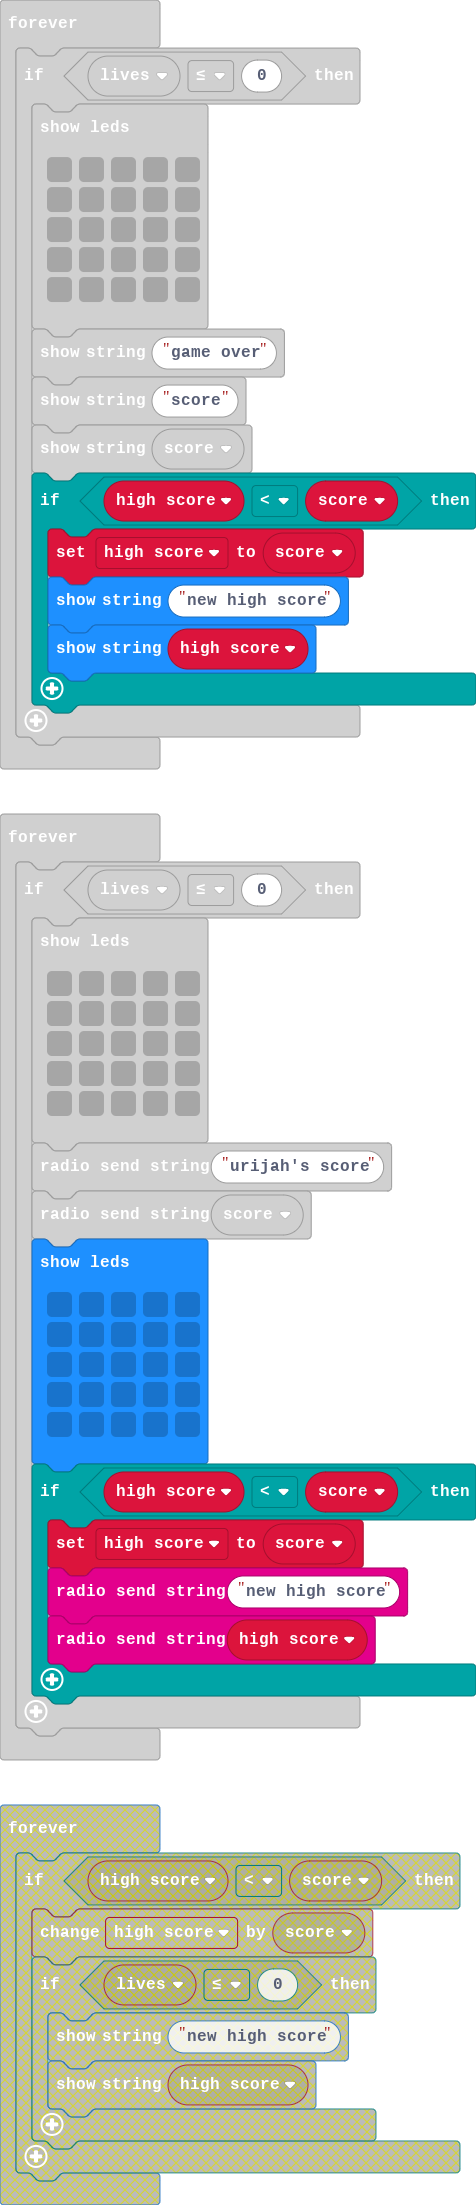 forever
if lives ≤ 0 then
show leds
show string "game over"
show string "score"
show string score
if high score < score then
set high score to score
show string "new high score"
show string high score
forever
if lives ≤ 0 then
show leds
radio send string "urijah's score"
radio send string score
show leds
if high score < score then
set high score to score
radio send string "new high score"
radio send string high score
forever
if high score < score then
change high score by score
if lives ≤ 0 then
show string "new high score"
show string high score